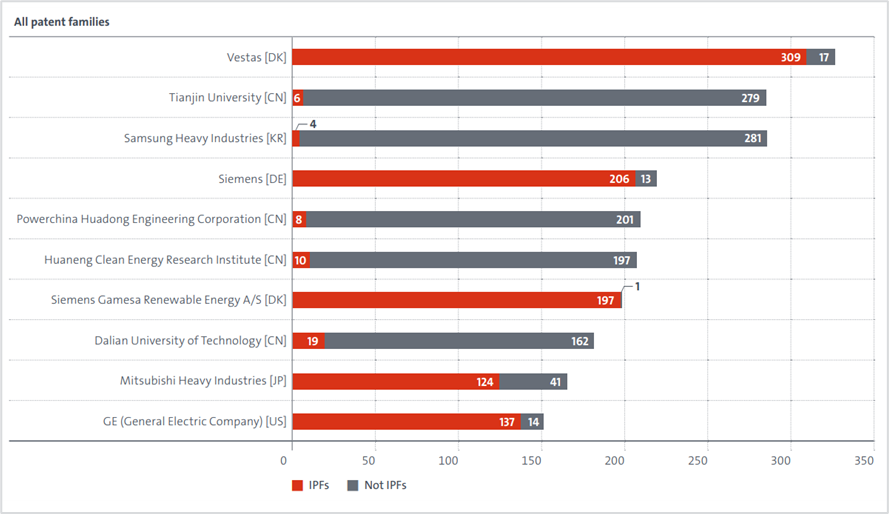 All patent families
Vestas [DK] 309 17
Tianjin University [CN] 6 279
4
Samsung Heavy Industries [KR] 281
Siemens [DE] 206 13
Powerchina Huadong Engineering Corporation [CN] 8 201
Huaneng Clean Energy Research Institute [CN] 10 197
1
Siemens Gamesa Renewable Energy A/S [DK] 197
Dalian University of Technology [CN] 19 162
Mitsubishi Heavy Industries [JP] 124 41
GE (General Electric Company) [US] 137 14
0 50 100 150 200 250 300 350
IPFs Not IPFs